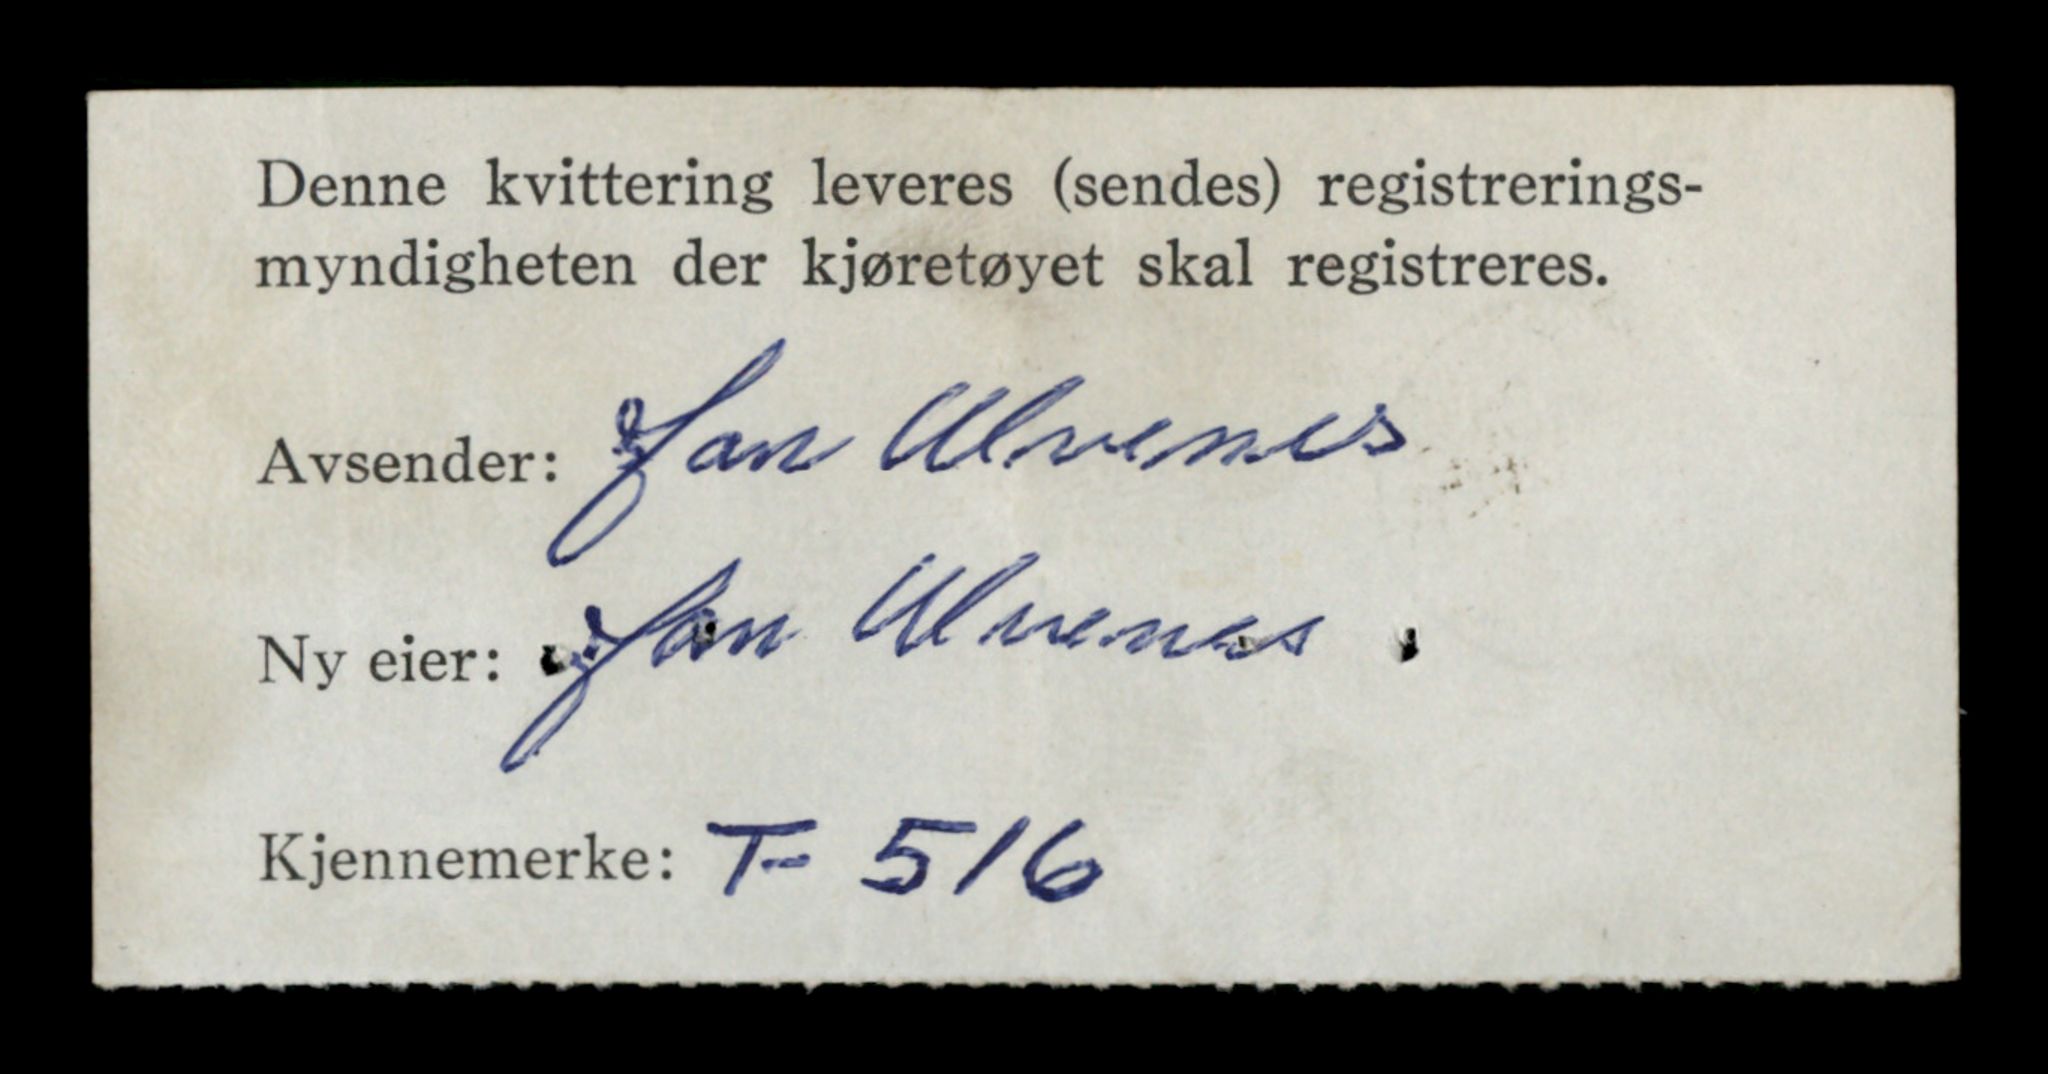 Denne kvittering leveres (sendes) registrerings-
myndigheten der kjøretøyet skal registreres.
Avsender: Jan Ulvenes
Ny eier: Jan Ulvenes
Kjennemerke: T- 516